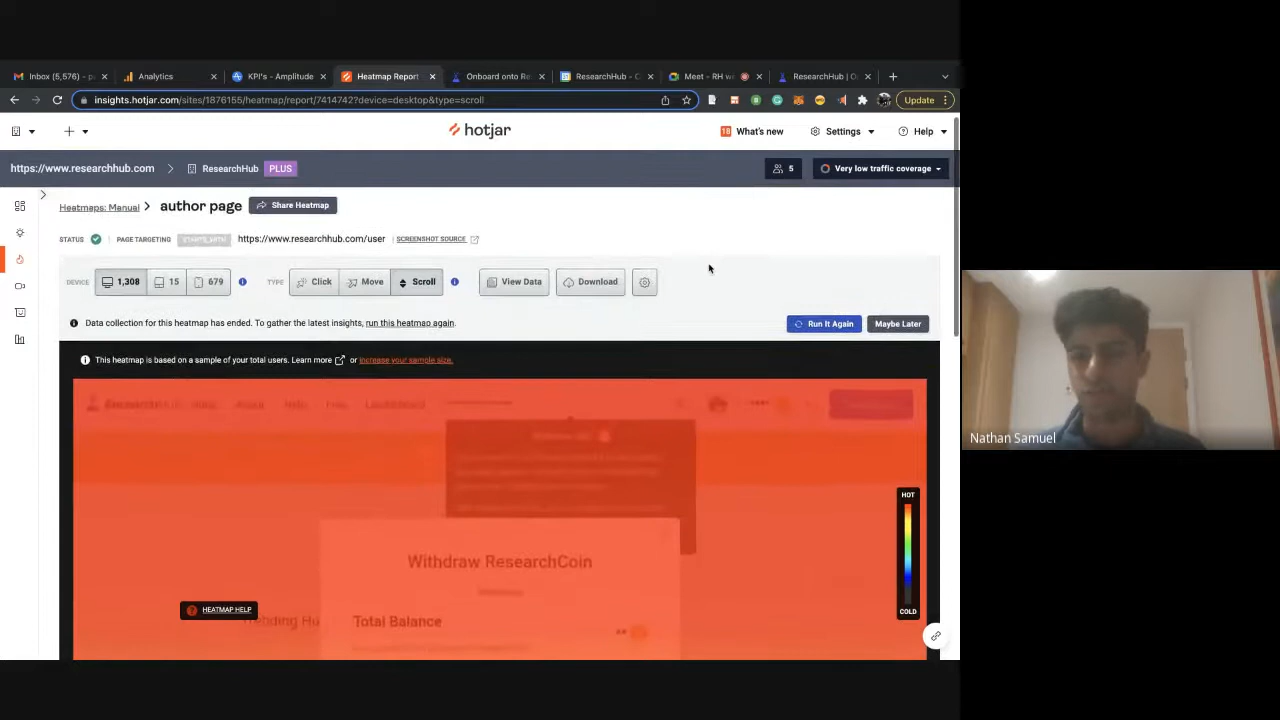 Inbox (5,576) - p
Analytics
KPI's - Amplitude
Heatmap Report
Onboard onto Re
ResearchHub - C
Meet - RH w
ResearchHub | O
insights.hotjar.com/sites/1876155/heatmap/report/7414742?device=desktop&type=scroll
Update
hotjar
18 What's new
Settings
Help
https://www.researchhub.com
ResearchHub PLUS
5
Very low traffic coverage
Heatmaps: Manual author page Share Heatmap
STATUS PAGE TARGETING STARTS_WITH https://www.researchhub.com/user SCREENSHOT SOURCE
DEVICE 1,308 15 679 TYPE Click Move Scroll View Data Download
Data collection for this heatmap has ended. To gather the latest insights, run this heatmap again. Run It Again Maybe Later
This heatmap is based on a sample of your total users. Learn more or increase your sample size.
Leaderboard
HOT
Withdraw ResearchCoin
HEATMAP HELP
COLD
Trending Hu
Total Balance
Nathan Samuel